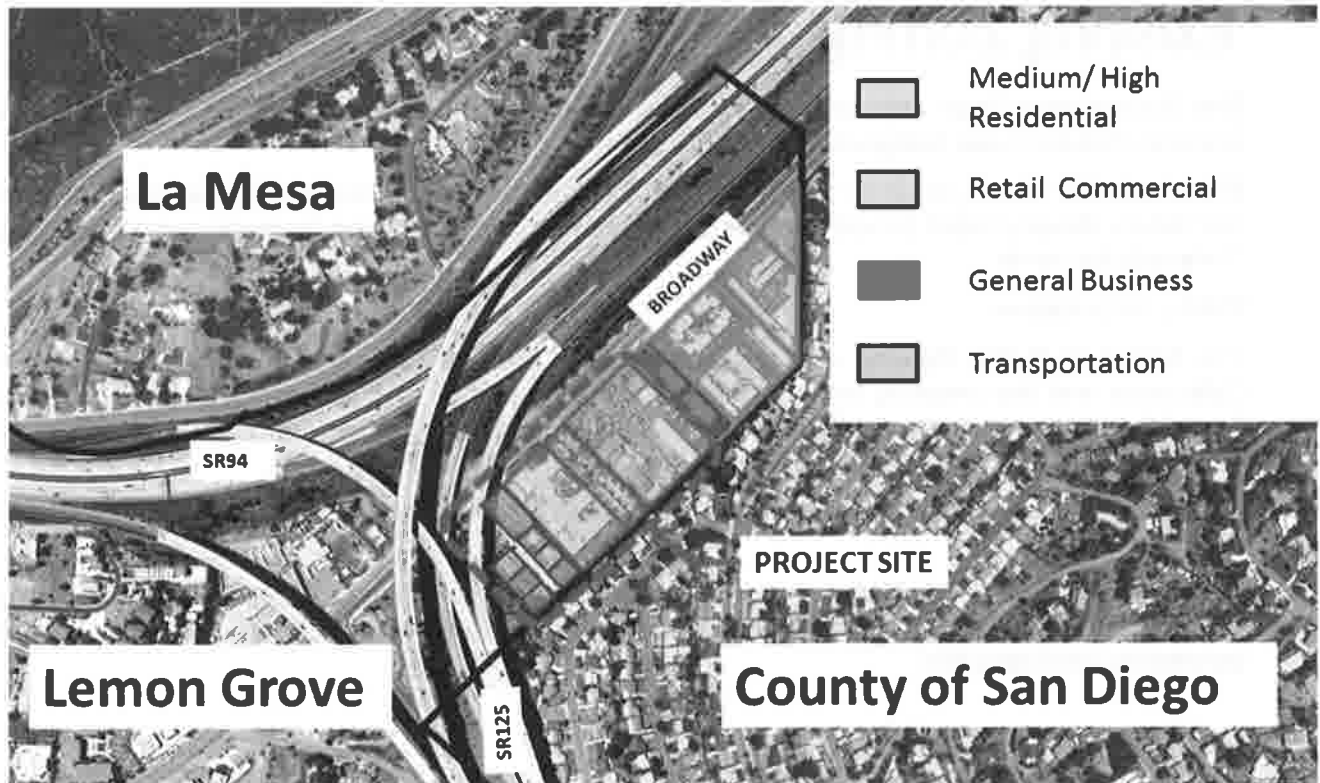 Medium/ High
Residential
La Mesa
Retail Commercial
BROADWAY
General Business
Transportation
SR94
PROJECT SITE
Lemon Grove
County of San Diego
SR125